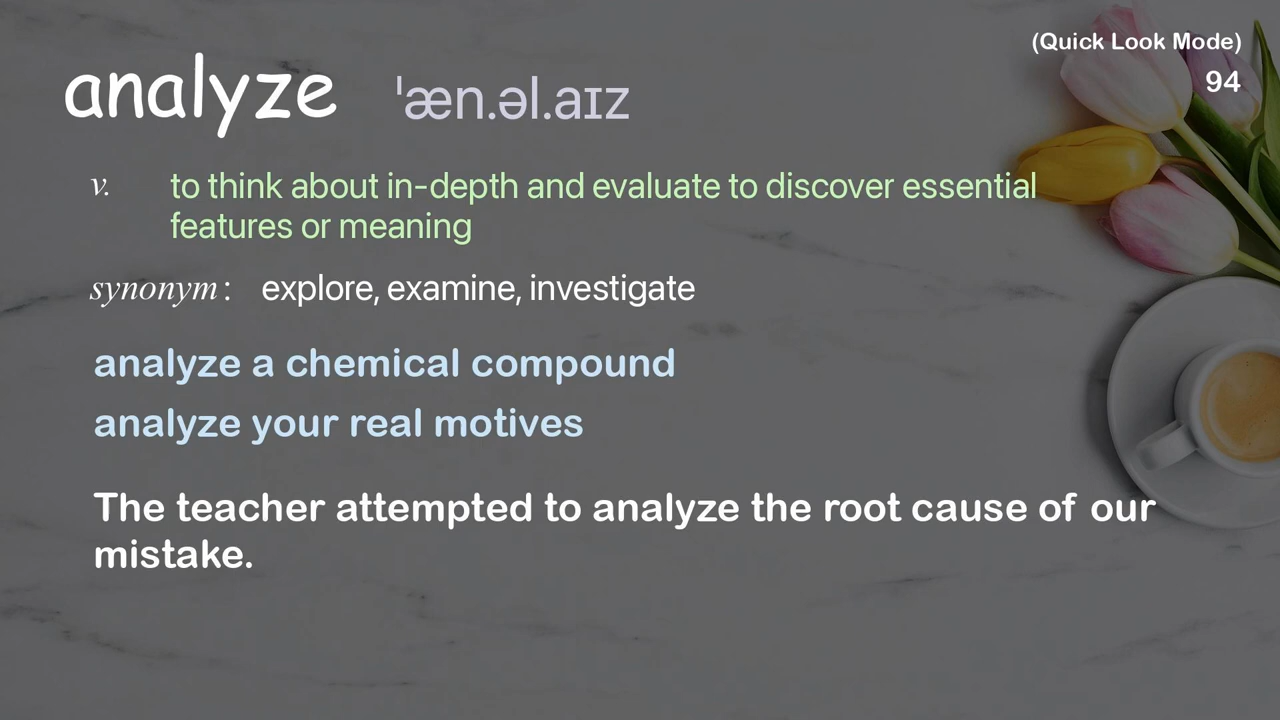 (Quick Look Mode)
94
analyze ˈæn.əl.aɪz
v. to think about in-depth and evaluate to discover essential
features or meaning
synonym: explore, examine, investigate
analyze a chemical compound
analyze your real motives
The teacher attempted to analyze the root cause of our
mistake.